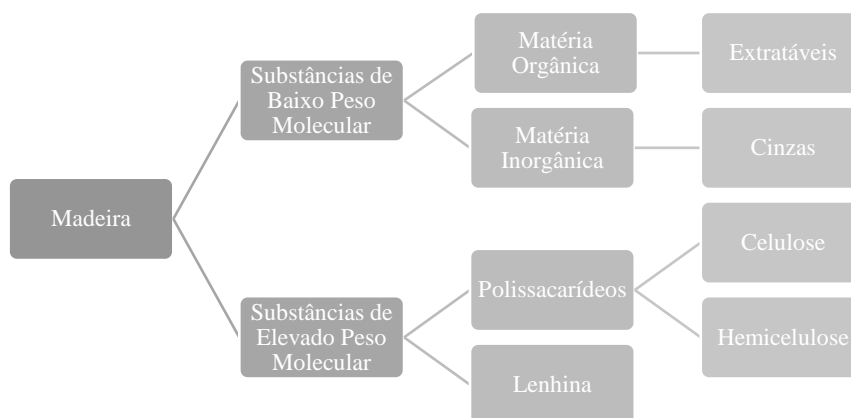 Madeira
Substâncias de
Baixo Peso
Molecular
Matéria
Orgânica
Extratáveis
Matéria
Inorgânica
Cinzas
Substâncias de
Elevado Peso
Molecular
Polissacarídeos
Celulose
Hemicelulose
Lenhina